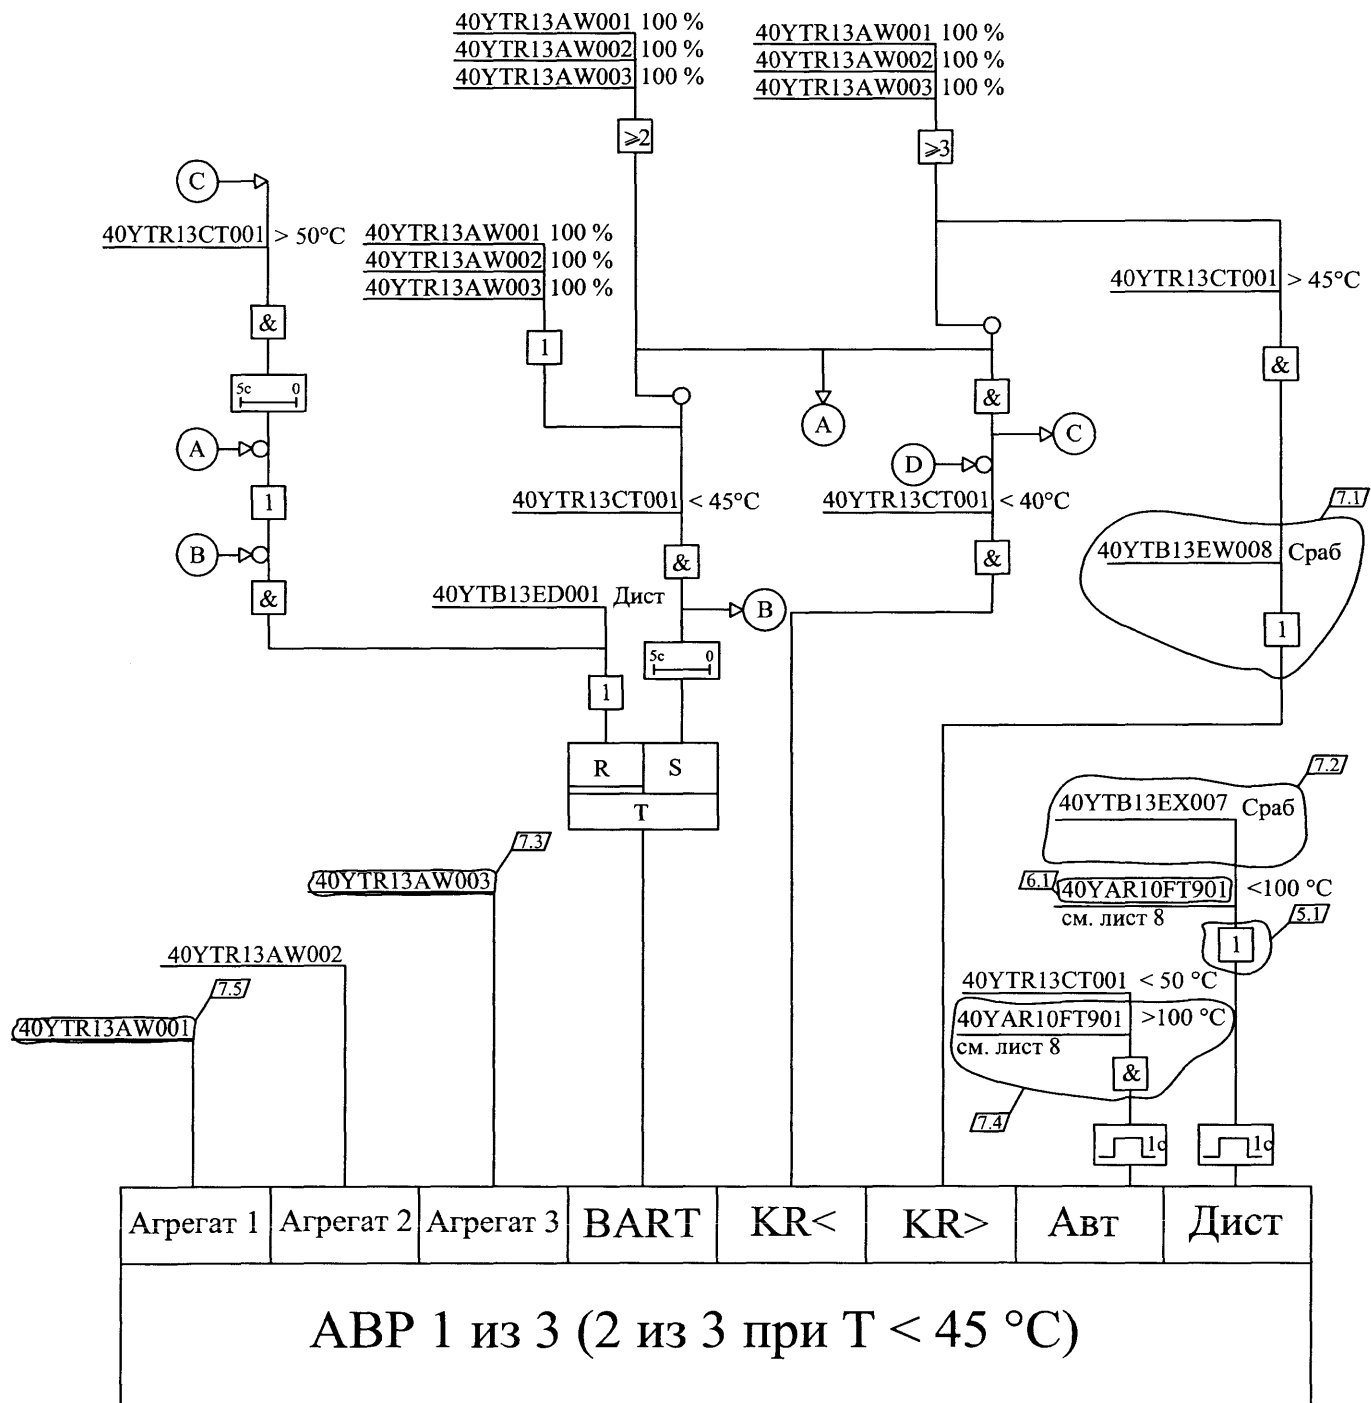 40YTR13AW001 100 %
40YTR13AW002 100 %
40YTR13AW003 100 %
≥2
40YTR13AW001 100 %
40YTR13AW002 100 %
40YTR13AW003 100 %
≥3
C
40YTR13CT001 > 50°C
&
5c 0
A
1
B
&
40YTR13AW001 100 %
40YTR13AW002 100 %
40YTR13AW003 100 %
1
A
40YTR13CT001 < 45°C
&
B
40YTB13ED001 Дист
5c 0
1
R S
T
&
C
D
40YTR13CT001 < 40°C
&
40YTR13CT001 > 45°C
&
7.1
40YTB13EW008 Сраб
1
7.2
40YTB13EX007 Сраб
6.1 40YAR10FT901 <100 °C
см. лист 8
5.1
1
40YTR13CT001 < 50 °C
40YAR10FT901 >100 °C
см. лист 8
&
7.4
1c
1c
7.3
40YTR13AW003
40YTR13AW002
7.5
40YTR13AW001
Агрегат 1 Агрегат 2 Агрегат 3 BART KR< KR> Авт Дист
АВР 1 из 3 (2 из 3 при T < 45 °C)